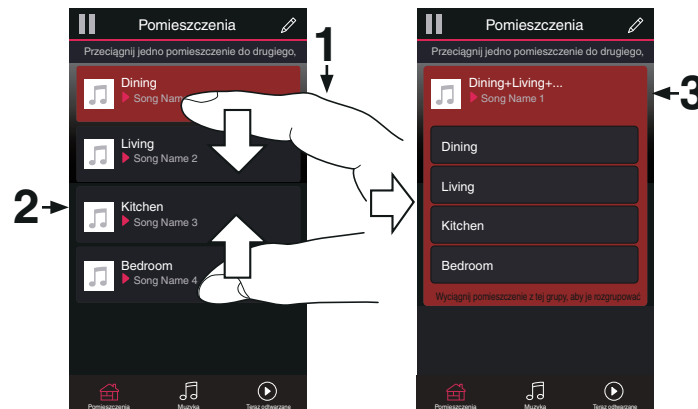 Pomieszczenia
Przeciągnij jedno pomieszczenie do drugiego,
1
Dining
Song Nam
Living
Song Name 2
2
Kitchen
Song Name 3
Bedroom
Song Name 4
Pomieszczenia
Muzyka
Teraz odtwarzane
Pomieszczenia
Przeciągnij jedno pomieszczenie do drugiego,
Dining+Living+...
Song Name 1
3
Dining
Living
Kitchen
Bedroom
Wyciągnij pomieszczenie z tej grupy, aby je rozgrupować
Pomieszczenia
Muzyka
Teraz odtwarzane